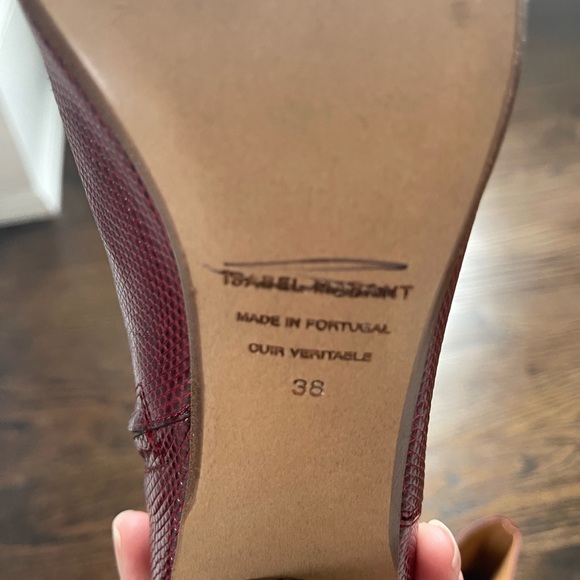 ISABEL MARANT
MADE IN PORTUGAL
CUIR VERITABLE
38